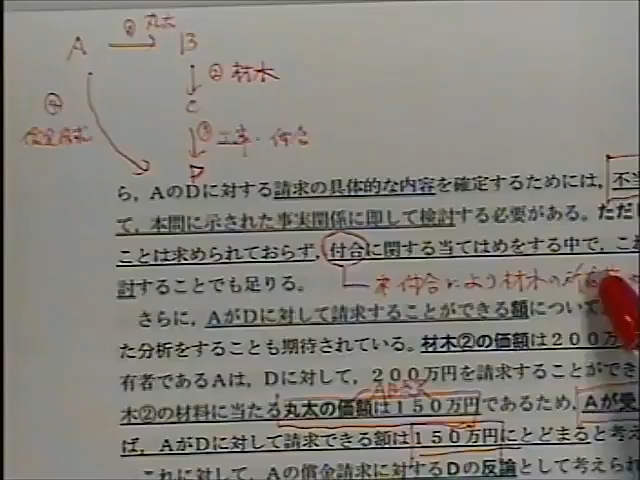 ① 丸太
A → B
② 材木
C
③ 工事・付合
④
償金請求
D
ら，AのDに対する請求の具体的な内容を確定するためには，不当
て，本問に示された事実関係に即して検討する必要がある。ただし
ことは求められておらず，付合に関する当てはめをする中で，これ
討することでも足りる。
※付合により材木の所
さらに，AがDに対して請求することができる額について，
た分析をすることも期待されている。材木②の価額は２００万
有者であるAは，Dに対して，２００万円を請求することができ
木②の材料に当たる丸太の価額は１５０万円であるため，Aが受
ば，AがDに対して請求できる額は１５０万円にとどまると考え
これに対して，Aの償金請求に対するDの反論として考えられ